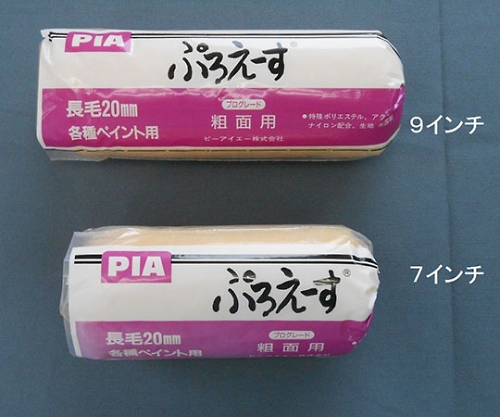 PIA
ぷろえーす®
長毛20mm
各種ペイント用
プログレード
粗面用
ピーアイエー株式会社
●特殊ポリエステル、アク
ナイロン配合。生地
9インチ
PIA
ぷろえーす®
長毛20mm
各種ペイント用
プログレード
粗面用
7インチ